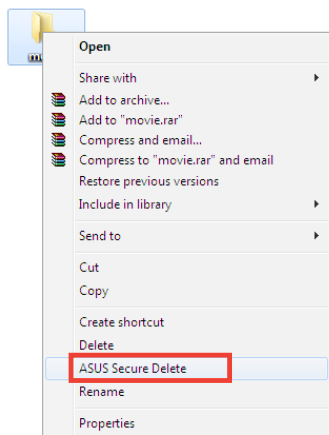 Open
Share with
Add to archive...
Add to "movie.rar"
Compress and email...
Compress to "movie.rar" and email
Restore previous versions
Include in library
Send to
Cut
Copy
Create shortcut
Delete
ASUS Secure Delete
Rename
Properties